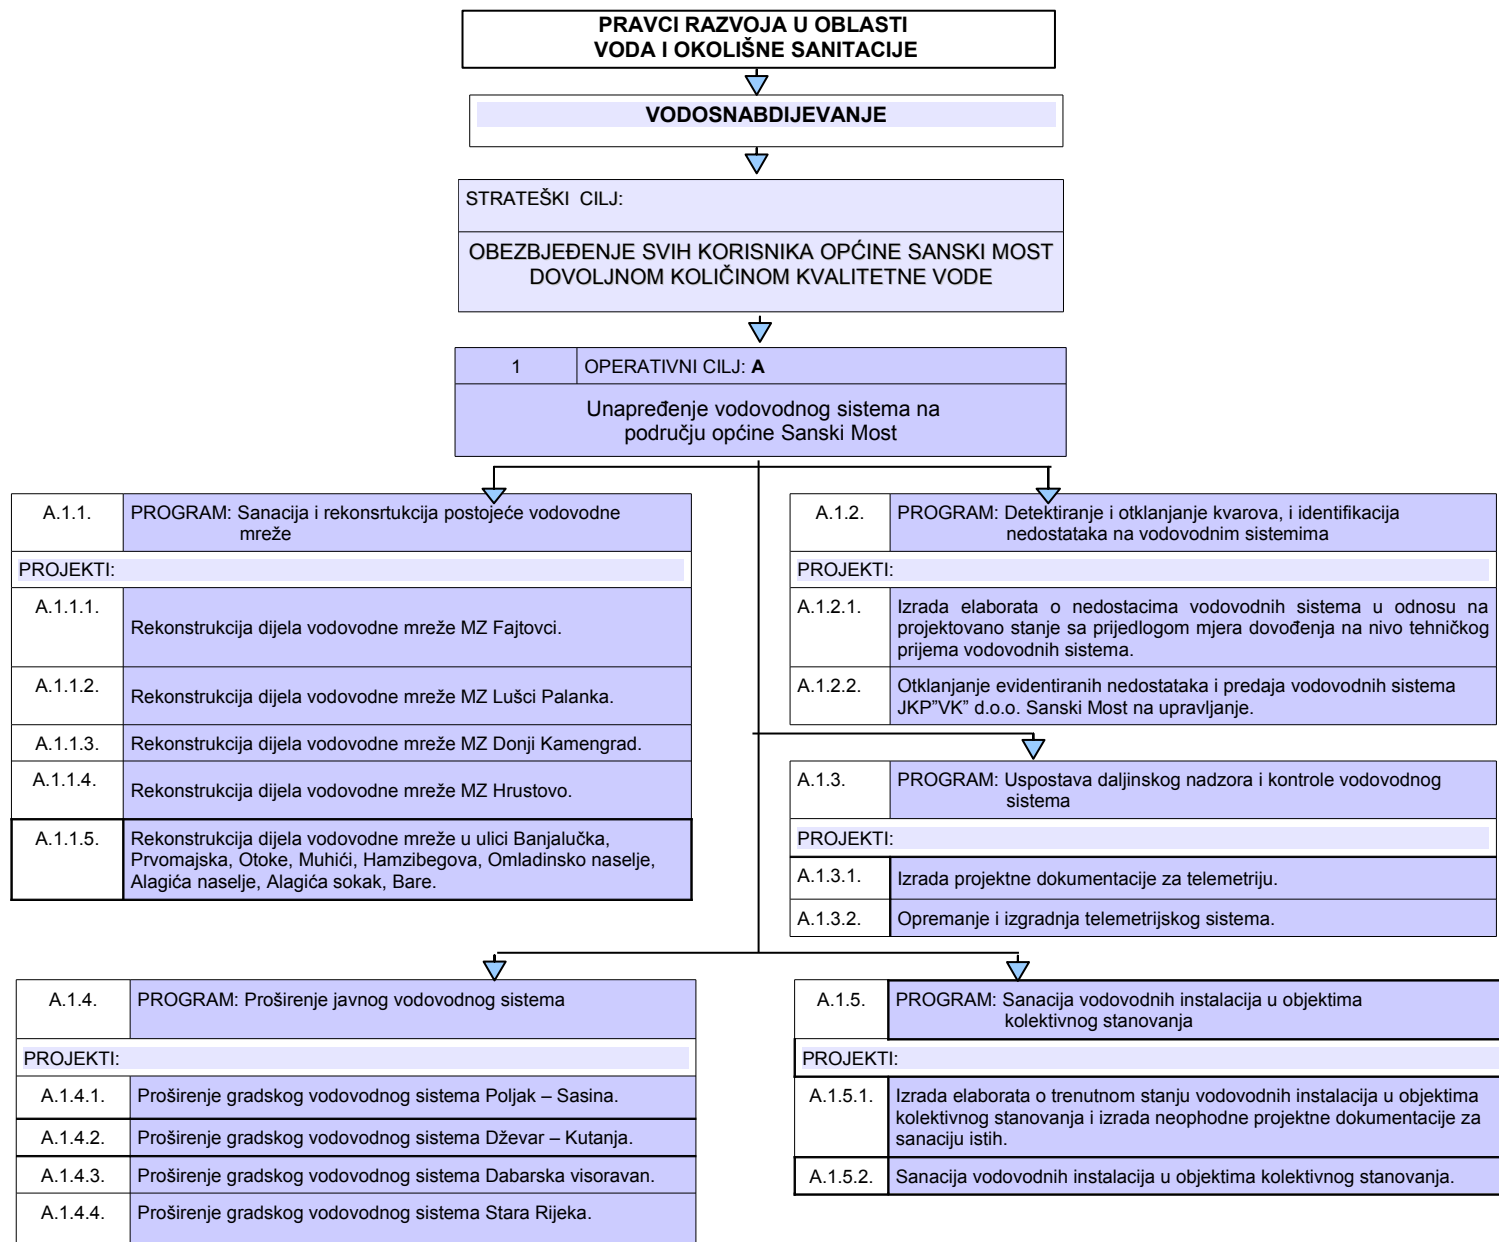 PRAVCI RAZVOJA U OBLASTI
VODA I OKOLIŠNE SANITACIJE
VODOSNABDIJEVANJE
STRATEŠKI CILJ:
OBEZBJEĐENJE SVIH KORISNIKA OPĆINE SANSKI MOST
DOVOLJNOM KOLIČINOM KVALITETNE VODE
1 OPERATIVNI CILJ: A
Unapređenje vodovodnog sistema na
području općine Sanski Most
A.1.1. PROGRAM: Sanacija i rekonsrtukcija postojeće vodovodne
mreže
PROJEKTI:
A.1.1.1. Rekonstrukcija dijela vodovodne mreže MZ Fajtovci.
A.1.1.2. Rekonstrukcija dijela vodovodne mreže MZ Lušci Palanka.
A.1.1.3. Rekonstrukcija dijela vodovodne mreže MZ Donji Kamengrad.
A.1.1.4. Rekonstrukcija dijela vodovodne mreže MZ Hrustovo.
A.1.1.5. Rekonstrukcija dijela vodovodne mreže u ulici Banjalučka,
Prvomajska, Otoke, Muhići, Hamzibegova, Omladinsko naselje,
Alagića naselje, Alagića sokak, Bare.
A.1.2. PROGRAM: Detektiranje i otklanjanje kvarova, i identifikacija
nedostataka na vodovodnim sistemima
PROJEKTI:
A.1.2.1. Izrada elaborata o nedostacima vodovodnih sistema u odnosu na
projektovano stanje sa prijedlogom mjera dovođenja na nivo tehničkog
prijema vodovodnih sistema.
A.1.2.2. Otklanjanje evidentiranih nedostataka i predaja vodovodnih sistema
JKP"VK” d.o.o. Sanski Most na upravljanje.
A.1.3. PROGRAM: Uspostava daljinskog nadzora i kontrole vodovodnog
sistema
PROJEKTI:
A.1.3.1. Izrada projektne dokumentacije za telemetriju.
A.1.3.2. Opremanje i izgradnja telemetrijskog sistema.
A.1.4. PROGRAM: Proširenje javnog vodovodnog sistema
PROJEKTI:
A.1.4.1. Proširenje gradskog vodovodnog sistema Poljak – Sasina.
A.1.4.2. Proširenje gradskog vodovodnog sistema Dževar – Kutanja.
A.1.4.3. Proširenje gradskog vodovodnog sistema Dabarska visoravan.
A.1.4.4. Proširenje gradskog vodovodnog sistema Stara Rijeka.
A.1.5. PROGRAM: Sanacija vodovodnih instalacija u objektima
kolektivnog stanovanja
PROJEKTI:
A.1.5.1. Izrada elaborata o trenutnom stanju vodovodnih instalacija u objektima
kolektivnog stanovanja i izrada neophodne projektne dokumentacije za
sanaciju istih.
A.1.5.2. Sanacija vodovodnih instalacija u objektima kolektivnog stanovanja.